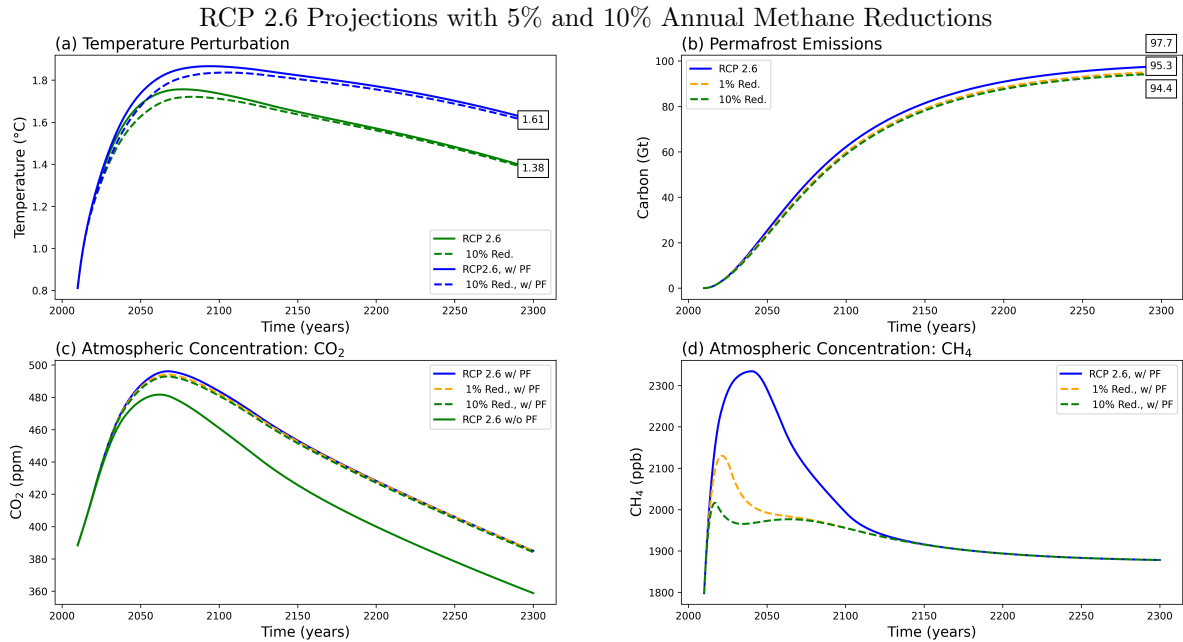 RCP 2.6 Projections with 5% and 10% Annual Methane Reductions
(a) Temperature Perturbation
Temperature (°C)
1.8
1.6
1.4
1.2
1.0
0.8
1.61
1.38
RCP 2.6
10% Red.
RCP2.6, w/ PF
10% Red., w/ PF
2000 2050 2100 2150 2200 2250 2300
Time (years)
(b) Permafrost Emissions
Carbon (Gt)
100
80
60
40
20
0
97.7
95.3
94.4
RCP 2.6
1% Red.
10% Red.
2000 2050 2100 2150 2200 2250 2300
Time (years)
(c) Atmospheric Concentration: CO₂
CO₂ (ppm)
500
480
460
440
420
400
380
360
RCP 2.6 w/ PF
1% Red., w/ PF
10% Red., w/ PF
RCP 2.6 w/o PF
2000 2050 2100 2150 2200 2250 2300
Time (years)
(d) Atmospheric Concentration: CH₄
CH₄ (ppb)
2300
2200
2100
2000
1900
1800
RCP 2.6, w/ PF
1% Red., w/ PF
10% Red., w/ PF
2000 2050 2100 2150 2200 2250 2300
Time (years)